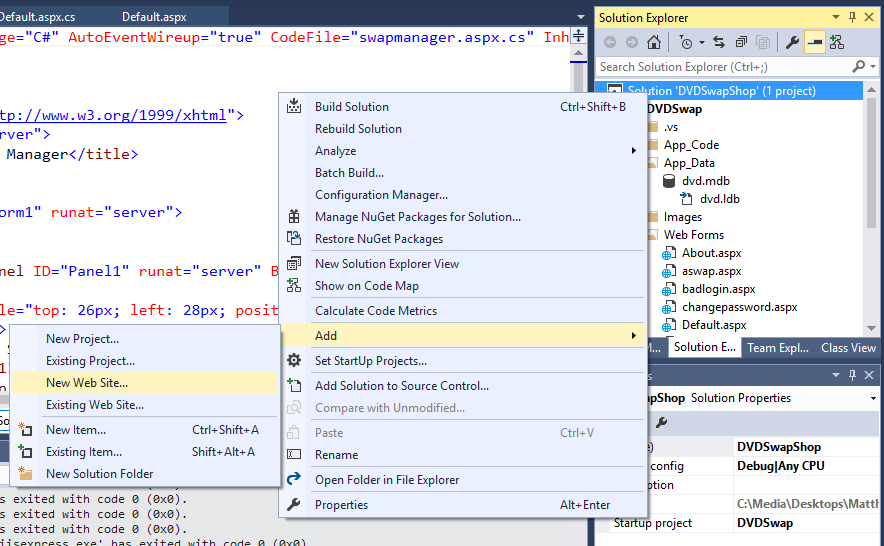 Default.aspx.cs Default.aspx
ge="C#" AutoEventWireup="true" CodeFile="swapmanager.aspx.cs" Inh
tp://www.w3.org/1999/xhtml">
rver">
Manager</title>
orm1" runat="server">
nel ID="Panel1" runat="server" B
le="top: 26px; left: 28px; posit
Build Solution Ctrl+Shift+B
Rebuild Solution
Analyze
Batch Build...
Configuration Manager...
Manage NuGet Packages for Solution...
Restore NuGet Packages
New Solution Explorer View
Show on Code Map
Calculate Code Metrics
Add
Set StartUp Projects...
Add Solution to Source Control...
Compare with Unmodified...
Paste Ctrl+V
Rename
Open Folder in File Explorer
Properties Alt+Enter
New Project...
Existing Project...
New Web Site...
Existing Web Site...
New Item... Ctrl+Shift+A
Existing Item... Shift+Alt+A
New Solution Folder
s exited with code 0 (0x0).
s exited with code 0 (0x0).
s exited with code 0 (0x0).
iisexpress.exe' has exited with code 0 (0x0).
Solution Explorer
Search Solution Explorer (Ctrl+;)
Solution 'DVDSwapShop' (1 project)
DVDSwap
.vs
App_Code
App_Data
dvd.mdb
dvd.ldb
Images
Web Forms
About.aspx
aswap.aspx
badlogin.aspx
changepassword.aspx
Default.aspx
M... Solution E... Team Expl... Class View
s
wapShop Solution Properties
e) DVDSwapShop
config Debug|Any CPU
ption
C:\Media\Desktops\Matth
Startup project DVDSwap